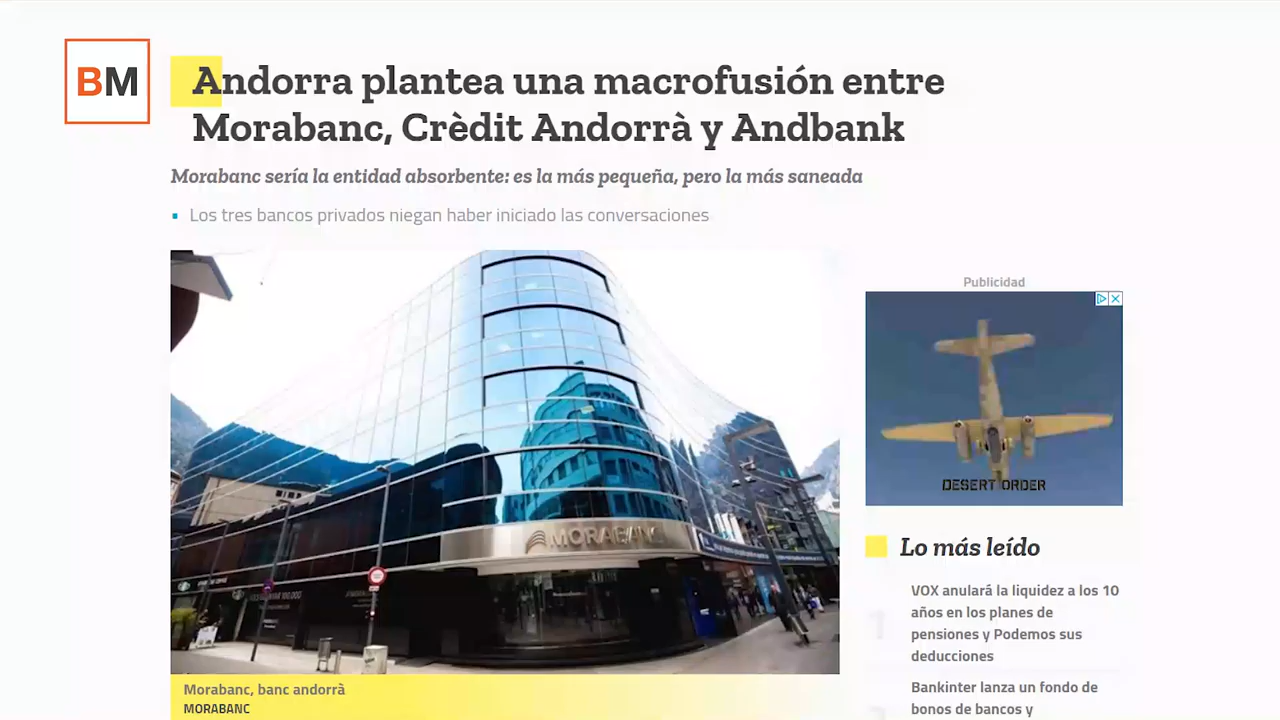 BM
Andorra plantea una macrofusión entre
Morabanc, Crèdit Andorrà y Andbank
Morabanc sería la entidad absorbente: es la más pequeña, pero la más saneada
Los tres bancos privados niegan haber iniciado las conversaciones
MORABANC
Morabanc, banc andorrà
MORABANC
Publicidad
DESERT ORDER
Lo más leído
1
VOX anulará la liquidez a los 10
años en los planes de
pensiones y Podemos sus
deducciones
Bankinter lanza un fondo de
bonos de bancos y